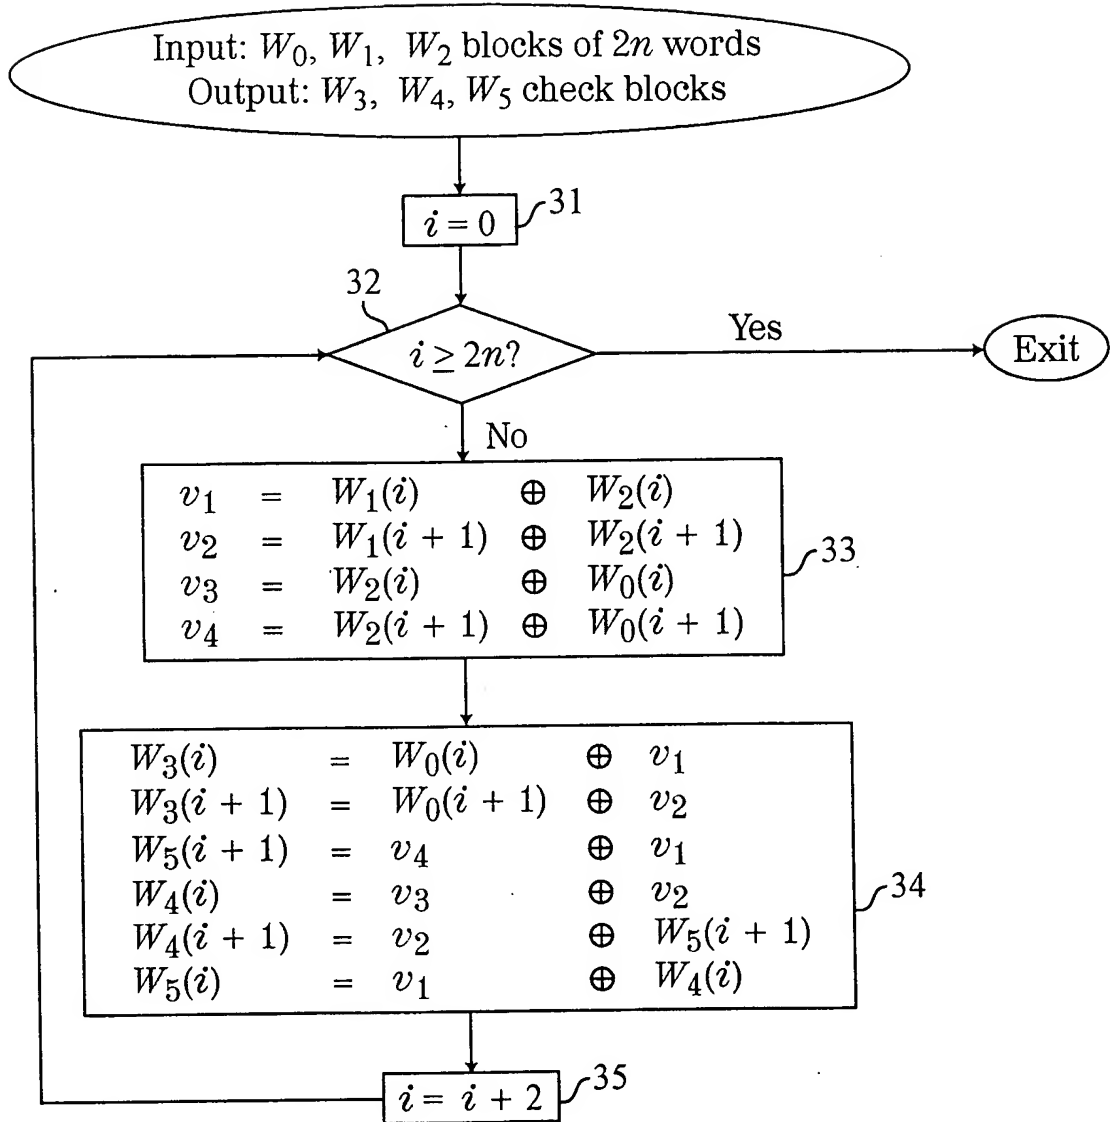 Input: W₀, W₁, W₂ blocks of 2n words
Output: W₃, W₄, W₅ check blocks
31
i = 0
32
i ≥ 2n?
Yes
Exit
No
v₁ = W₁(i) ⊕ W₂(i)
v₂ = W₁(i + 1) ⊕ W₂(i + 1)
v₃ = W₂(i) ⊕ W₀(i)
v₄ = W₂(i + 1) ⊕ W₀(i + 1)
33
W₃(i) = W₀(i) ⊕ v₁
W₃(i + 1) = W₀(i + 1) ⊕ v₂
W₅(i + 1) = v₄ ⊕ v₁
W₄(i) = v₃ ⊕ v₂
W₄(i + 1) = v₂ ⊕ W₅(i + 1)
W₅(i) = v₁ ⊕ W₄(i)
34
i = i + 2
35